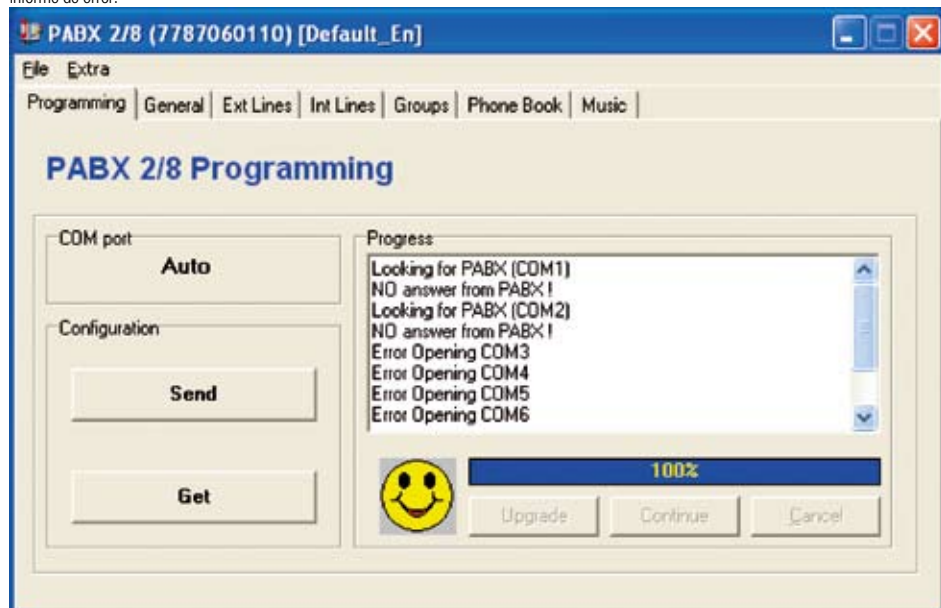 informe de error.
PABX 2/8 (7787060110) [Default_En]
File Extra
Programming General Ext Lines Int Lines Groups Phone Book Music
PABX 2/8 Programming
COM port
Auto
Configuration
Send
Get
Progress
Looking for PABX (COM1)
NO answer from PABX !
Looking for PABX (COM2)
NO answer from PABX !
Error Opening COM3
Error Opening COM4
Error Opening COM5
Error Opening COM6
100%
Upgrade Continue Cancel